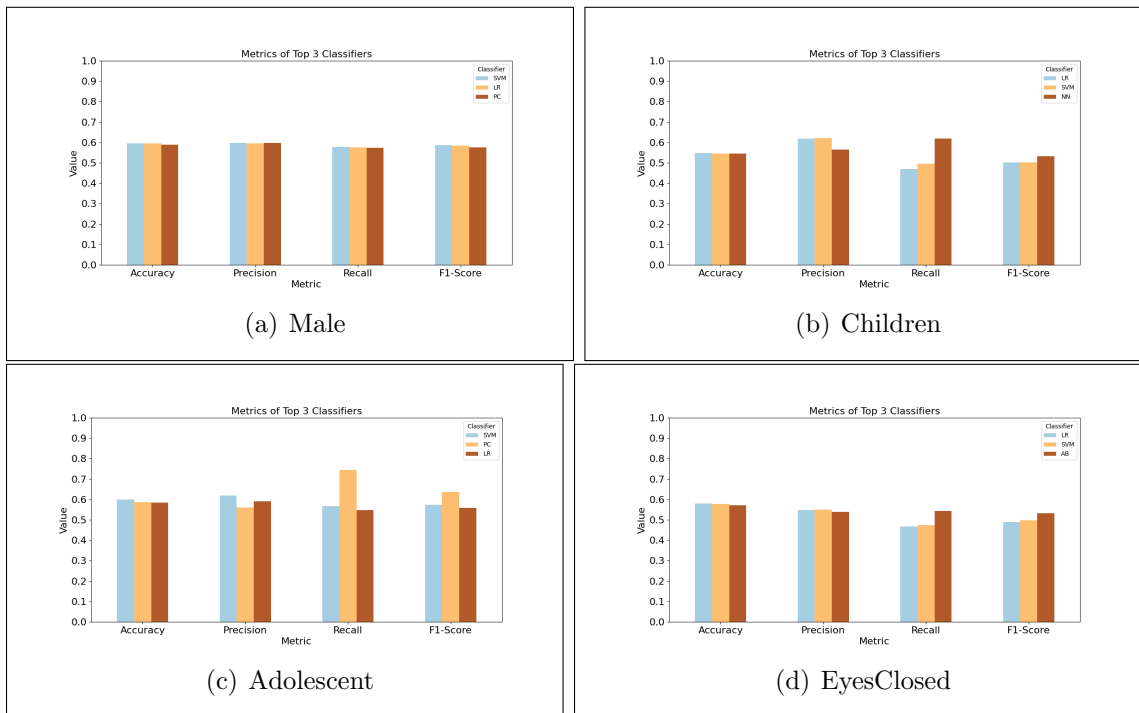 Metrics of Top 3 Classifiers
1.0
0.9
0.8
0.7
0.6
0.5
0.4
0.3
0.2
0.1
0.0
Value
Classifier
SVM
LR
PC
Accuracy Precision Recall F1-Score
Metric
(a) Male
Metrics of Top 3 Classifiers
1.0
0.9
0.8
0.7
0.6
0.5
0.4
0.3
0.2
0.1
0.0
Value
Classifier
LR
SVM
NN
Accuracy Precision Recall F1-Score
Metric
(b) Children
Metrics of Top 3 Classifiers
1.0
0.9
0.8
0.7
0.6
0.5
0.4
0.3
0.2
0.1
0.0
Value
Classifier
SVM
PC
LR
Accuracy Precision Recall F1-Score
Metric
(c) Adolescent
Metrics of Top 3 Classifiers
1.0
0.9
0.8
0.7
0.6
0.5
0.4
0.3
0.2
0.1
0.0
Value
Classifier
LR
SVM
AB
Accuracy Precision Recall F1-Score
Metric
(d) EyesClosed